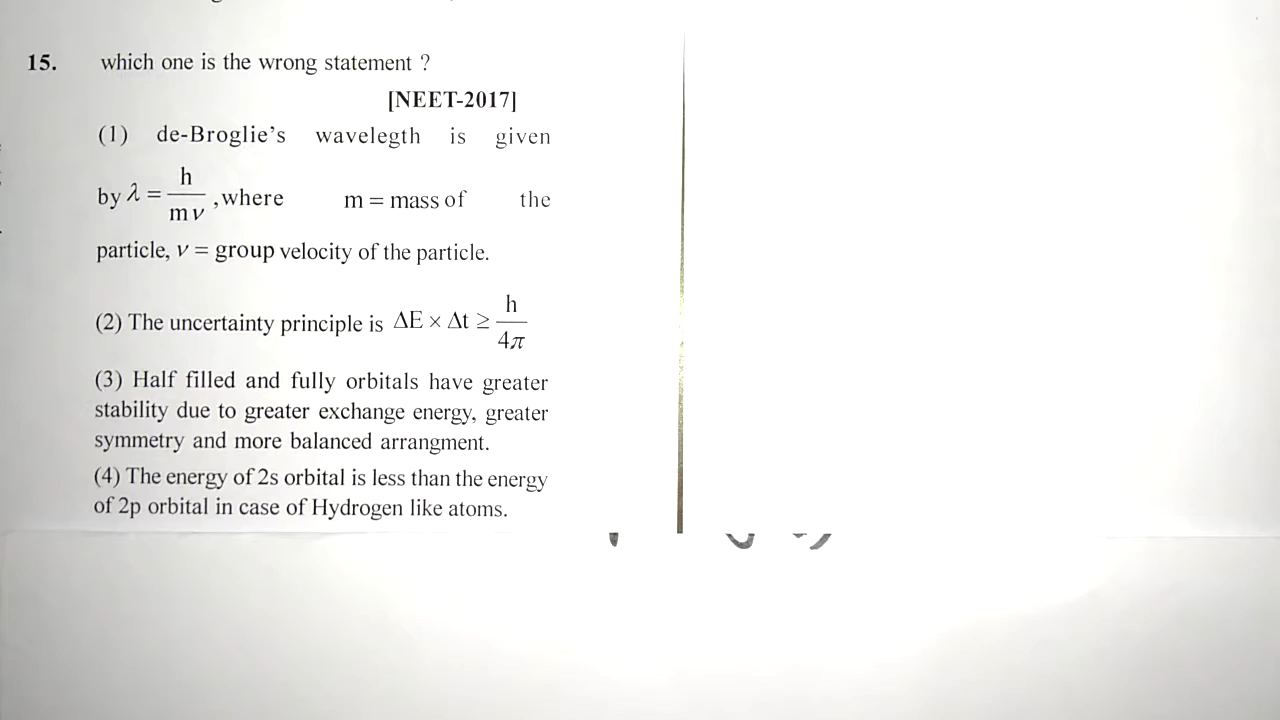 15. which one is the wrong statement ?
[NEET-2017]
(1) de-Broglie's wavelegth is given
by λ = h/mν ,where m = mass of the
particle, ν = group velocity of the particle.
(2) The uncertainty principle is ΔE × Δt ≥ h/4π
(3) Half filled and fully orbitals have greater
stability due to greater exchange energy, greater
symmetry and more balanced arrangment.
(4) The energy of 2s orbital is less than the energy
of 2p orbital in case of Hydrogen like atoms.